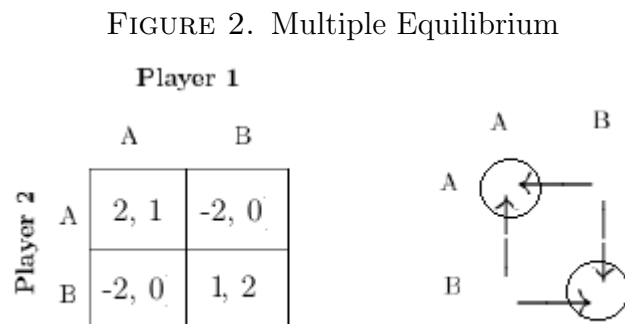 FIGURE 2. Multiple Equilibrium
Player 1
A B
A B
Player 2
A 2, 1 -2, 0
A
B -2, 0 1, 2
B